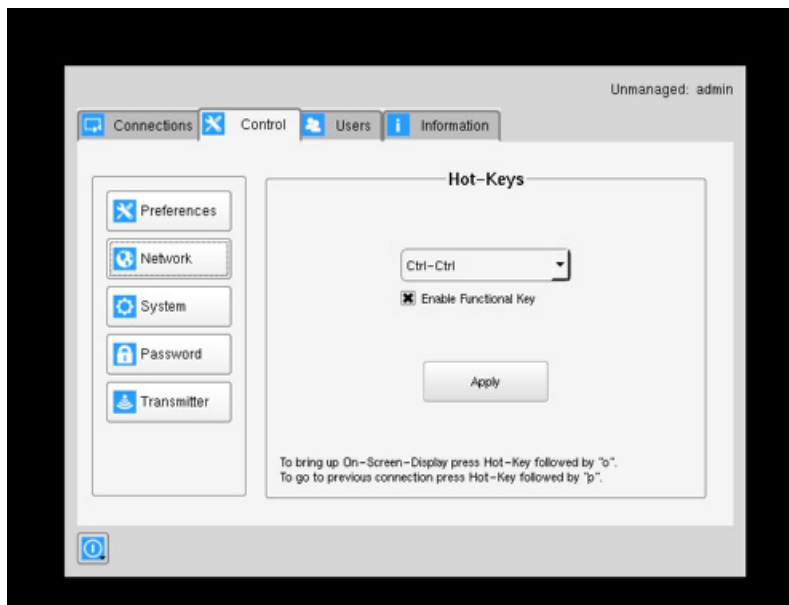 Unmanaged: admin
Connections Control Users Information
Hot-Keys
Preferences
Network
System
Password
Transmitter
Ctrl-Ctrl
Enable Functional Key
Apply
To bring up On-Screen-Display press Hot-Key followed by "o".
To go to previous connection press Hot-Key followed by "p".